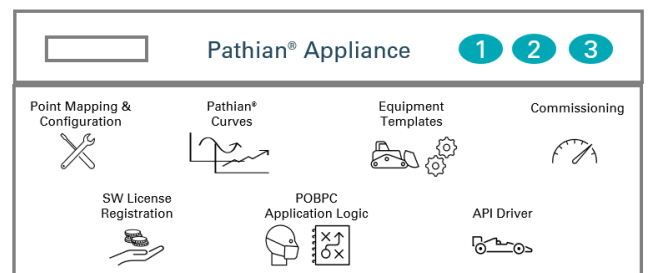 Pathian® Appliance
1 2 3
Point Mapping &
Configuration
Pathian®
Curves
Equipment
Templates
Commissioning
SW License
Registration
POBPC
Application Logic
API Driver